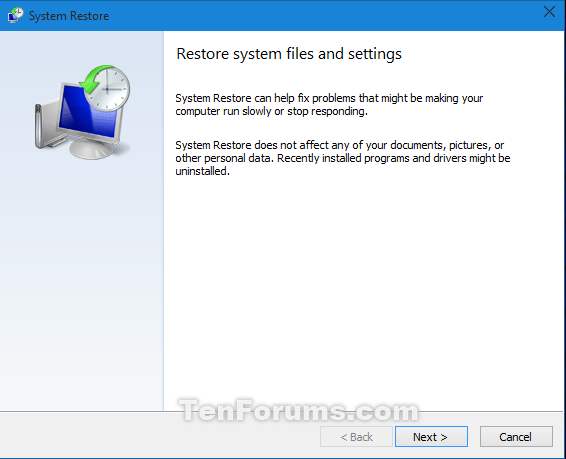 System Restore
Restore system files and settings
System Restore can help fix problems that might be making your
computer run slowly or stop responding.
System Restore does not affect any of your documents, pictures, or
other personal data. Recently installed programs and drivers might be
uninstalled.
TenForums.com
< Back
Next >
Cancel